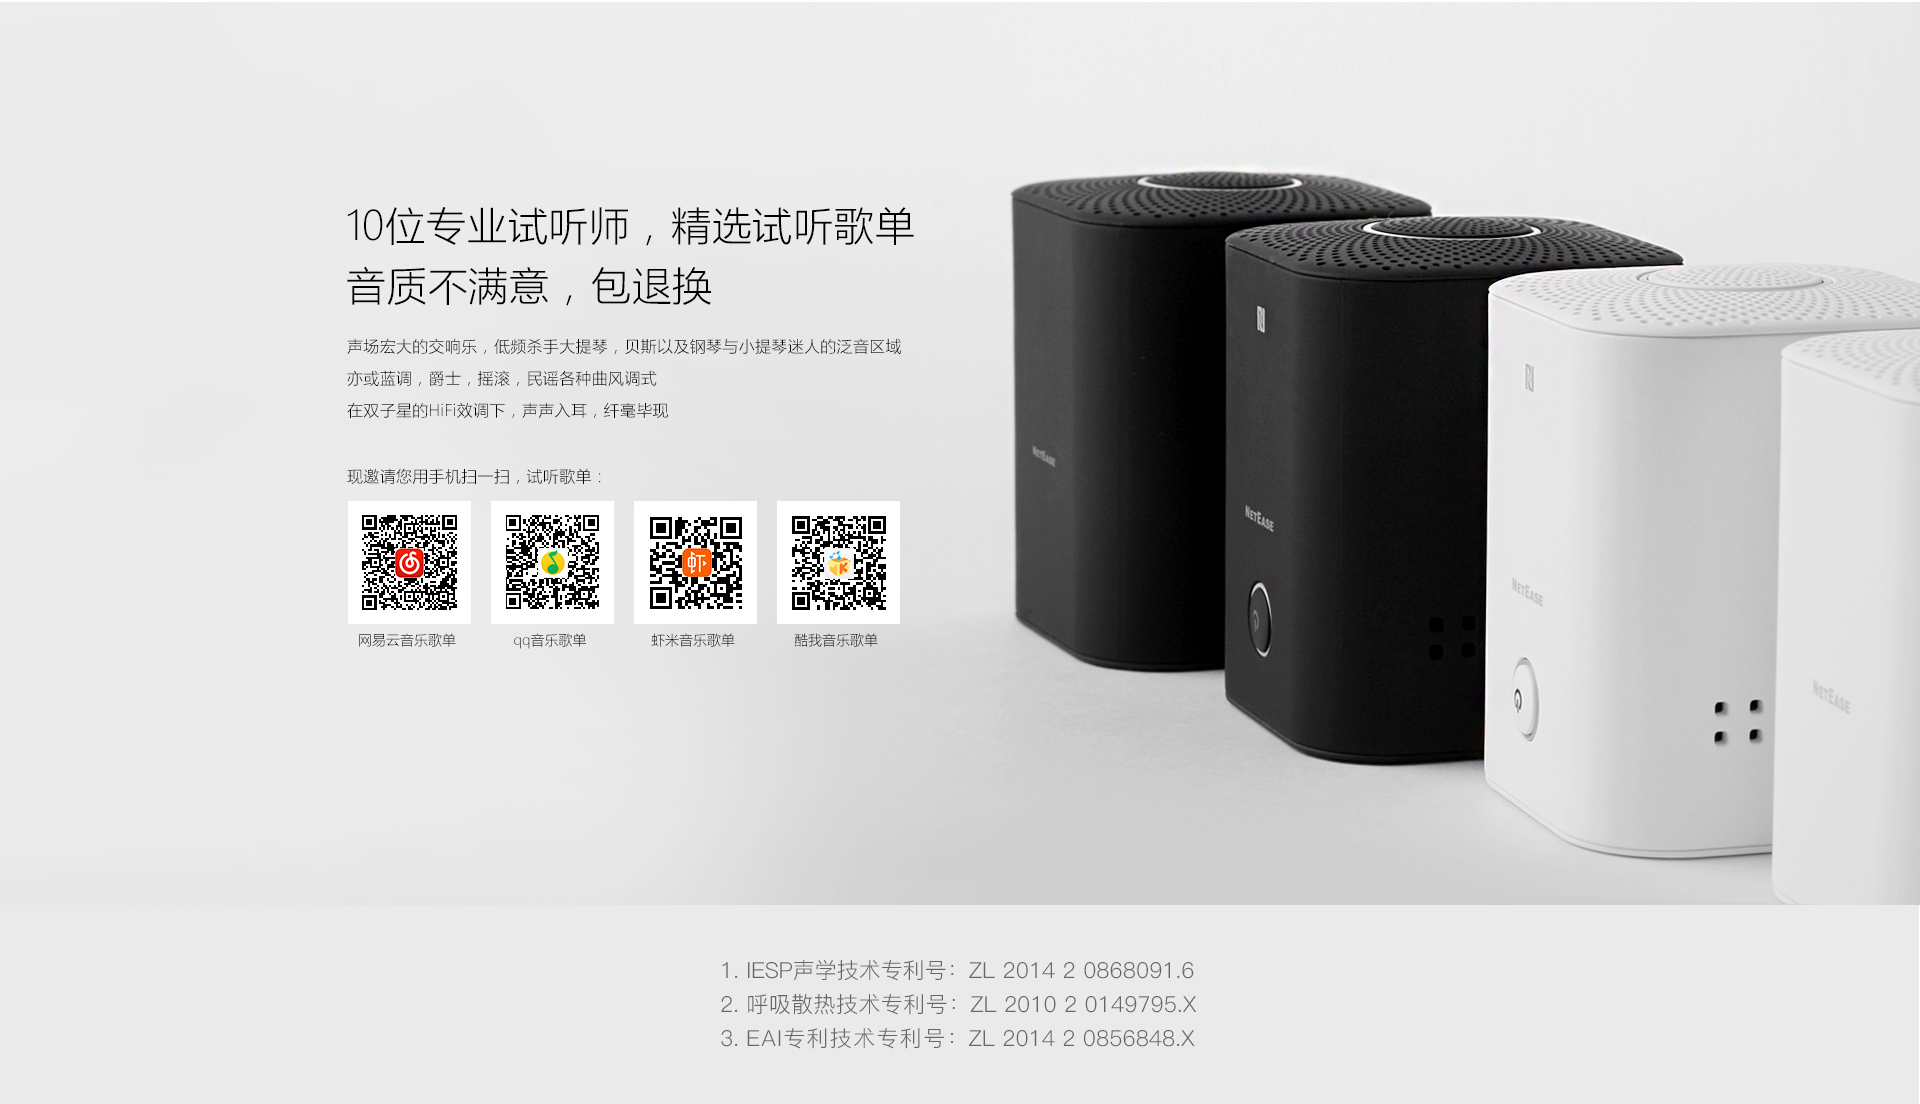 10位专业试听师，精选试听歌单
音质不满意，包退换
声场宏大的交响乐，低频杀手大提琴，贝斯以及钢琴与小提琴迷人的泛音区域
亦或蓝调，爵士，摇滚，民谣各种曲风调式
在双子星的HiFi效调下，声声入耳，纤毫毕现
现邀请您用手机扫一扫，试听歌单：
虾
K
网易云音乐歌单
qq音乐歌单
虾米音乐歌单
酷我音乐歌单
NETEASE
NETEASE
NETEASE
NETEASE
1. IESP声学技术专利号：ZL 2014 2 0868091.6
2. 呼吸散热技术专利号：ZL 2010 2 0149795.X
3. EAI专利技术专利号：ZL 2014 2 0856848.X